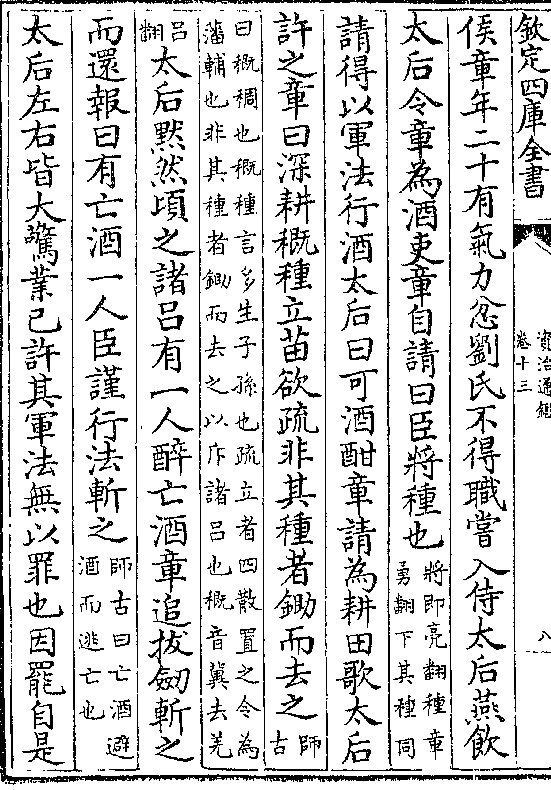 欽定四庫全書
資治通鑑
卷十三
八
侯章年二十有氣力忿劉氏不得職嘗入侍太后燕飲
太后令章為酒吏章自請曰臣將種也將即亮翻種章勇翻下其種同
請得以軍法行酒太后曰可酒酣章請為耕田歌太后
許之章曰深耕穊種立苗欲疏非其種者鋤而去之師古
曰穊稠也穊種言多生子孫也疏立者四散置之令為藩輔也非其種者鋤而去之以斥諸呂也穊音冀去羌
呂翻太后黙然頃之諸呂有一人醉亡酒章追拔劒斬之
而還報曰有亡酒一人臣謹行法斬之師古曰亡酒避酒而逃亡也
太后左右皆大驚業已許其軍法無以罪也因罷自是